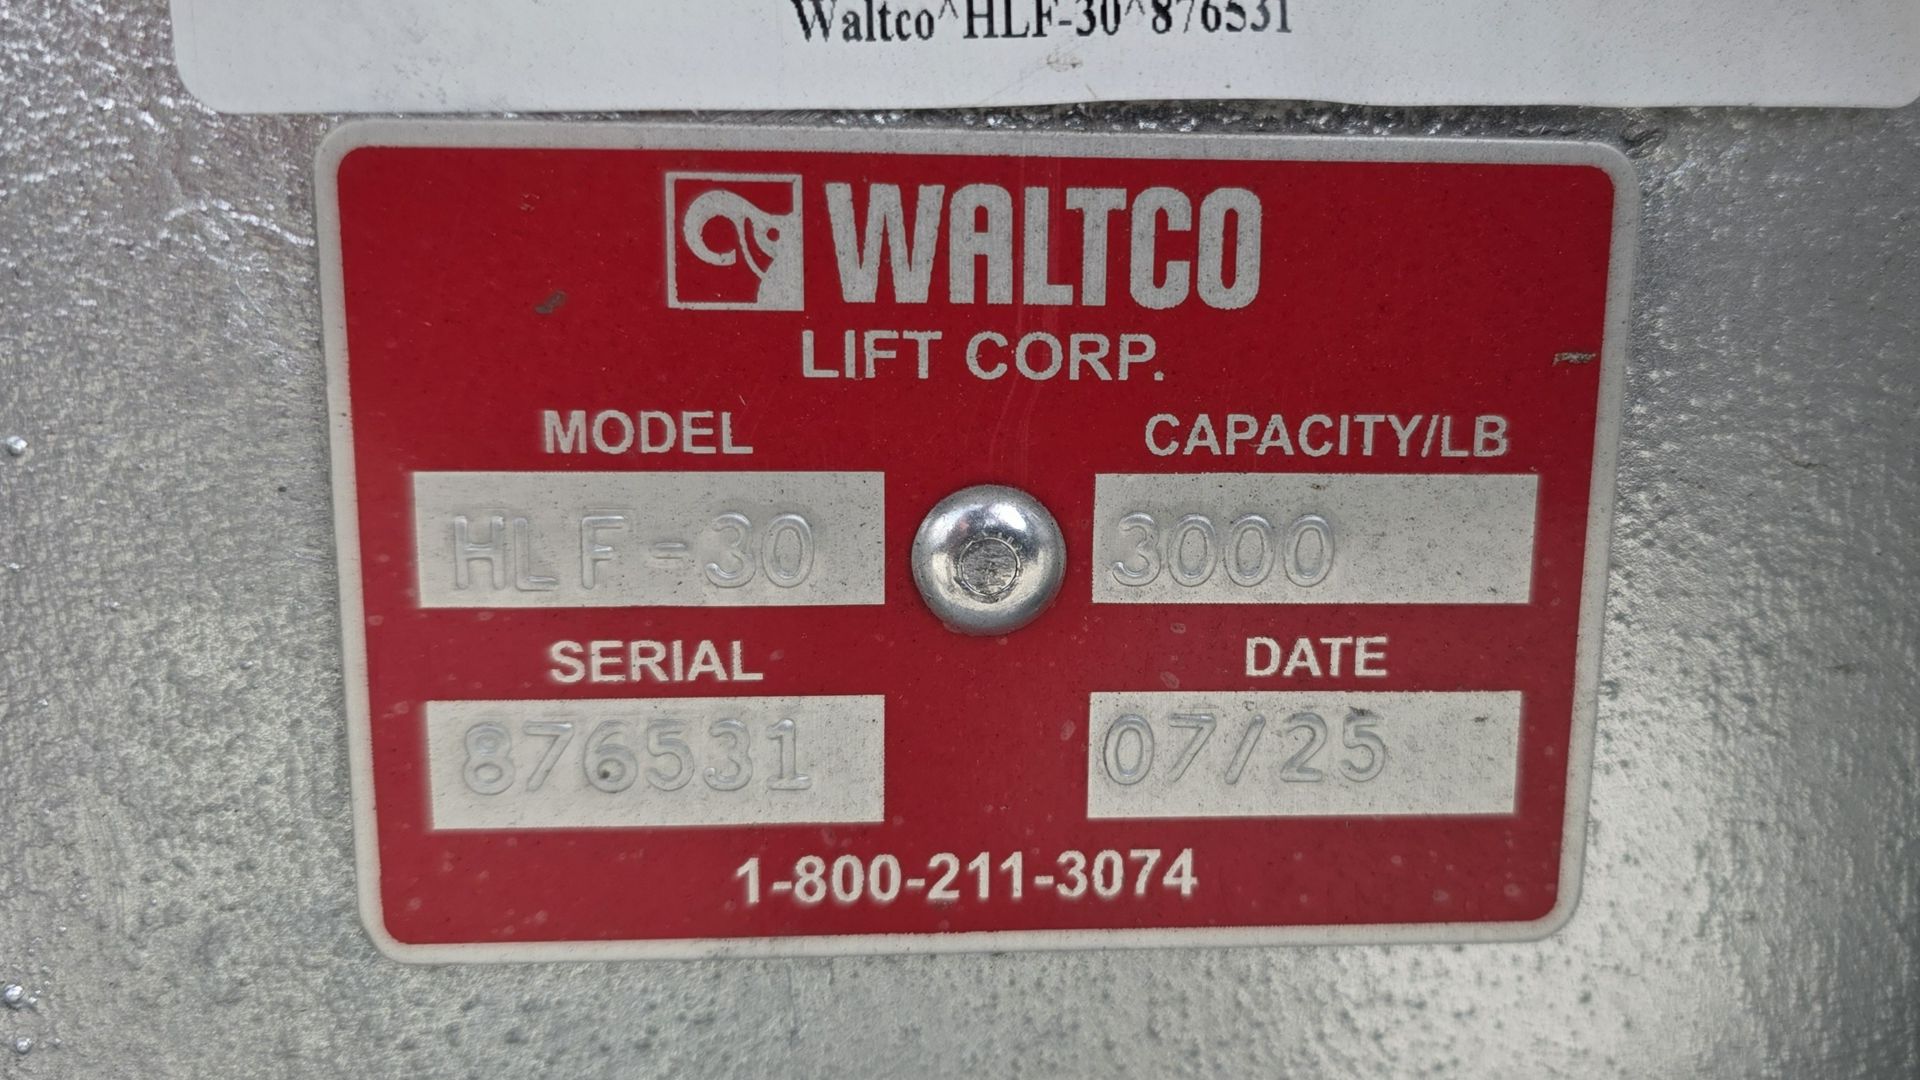 Waltco^HLF-30^876531
WALTCO
LIFT CORP.
MODEL CAPACITY/LB
HLF-30 3000
SERIAL DATE
876531 07/25
1-800-211-3074